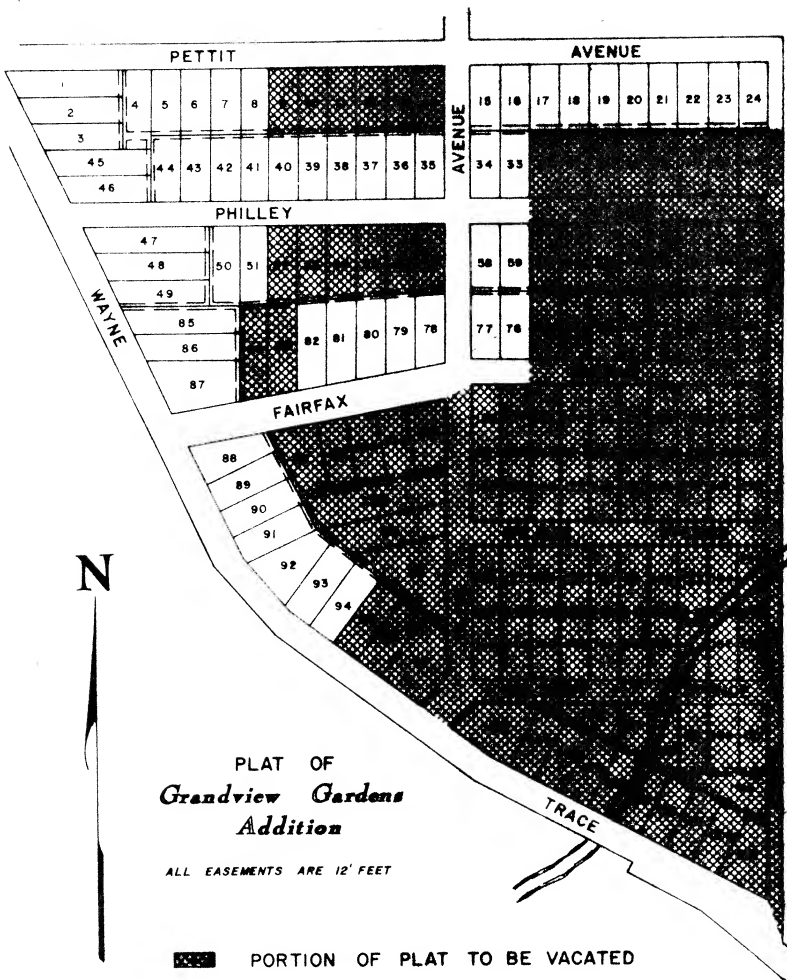 PETTIT AVENUE
1 4 5 6 7 8 15 16 17 18 19 20 21 22 23 24
2
3
45 44 43 42 41 40 39 38 37 36 35 AVENUE 34 33
46
PHILLEY
47 50 51 58 59
48
49
WAYNE
85 82 81 80 79 78 77 76
86
87
FAIRFAX
88
89
90
91
92
93
94
N
TRACE
PLAT OF
Grandview Gardens
Addition
ALL EASEMENTS ARE 12' FEET
PORTION OF PLAT TO BE VACATED